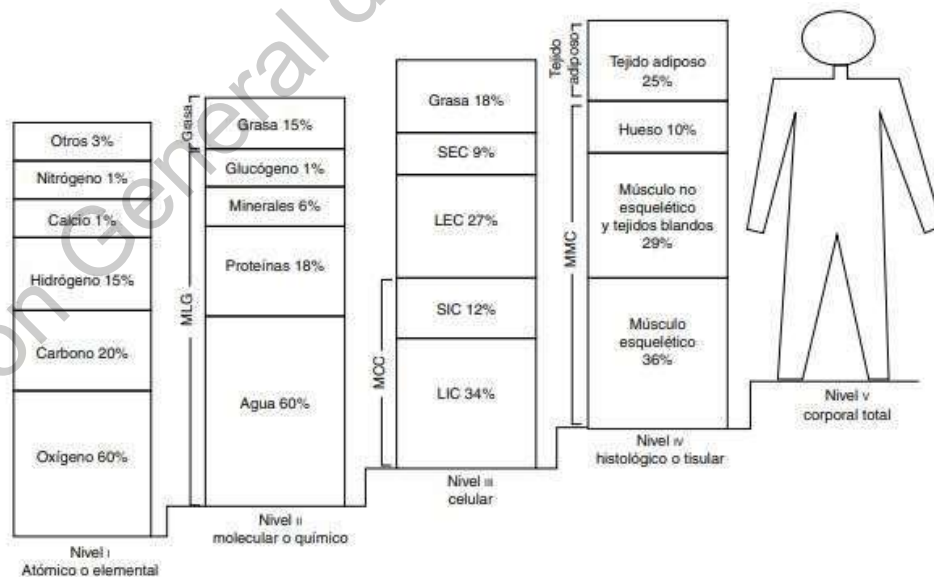 ion General d
Otros 3%
Nitrógeno 1%
Calcio 1%
Hidrógeno 15%
Carbono 20%
Oxígeno 60%
Nivel I
Atómico o elemental
Grasa
MLG
Grasa 15%
Glucógeno 1%
Minerales 6%
Proteínas 18%
Agua 60%
Nivel II
molecular o químico
MCC
Grasa 18%
SEC 9%
LEC 27%
SIC 12%
LIC 34%
Nivel III
celular
Tejido
adiposo
MMC
Tejido adiposo
25%
Hueso 10%
Músculo no
esquelético
y tejidos blandos
29%
Músculo
esquelético
36%
Nivel IV
histológico o tisular
Nivel V
corporal total